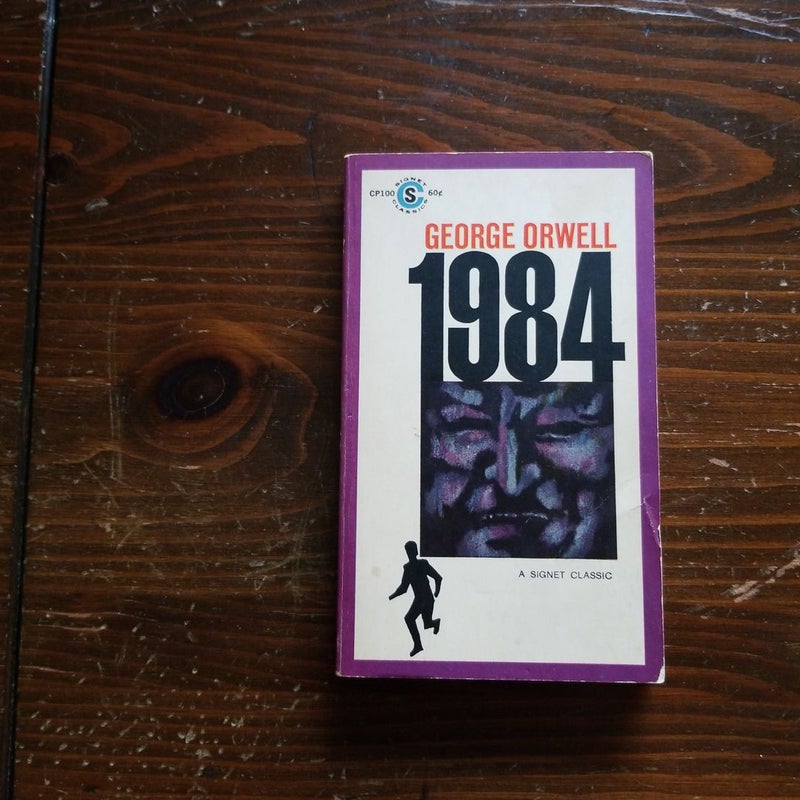 CP100 SIGNET S CLASSICS 60¢
GEORGE ORWELL
1984
A SIGNET CLASSIC